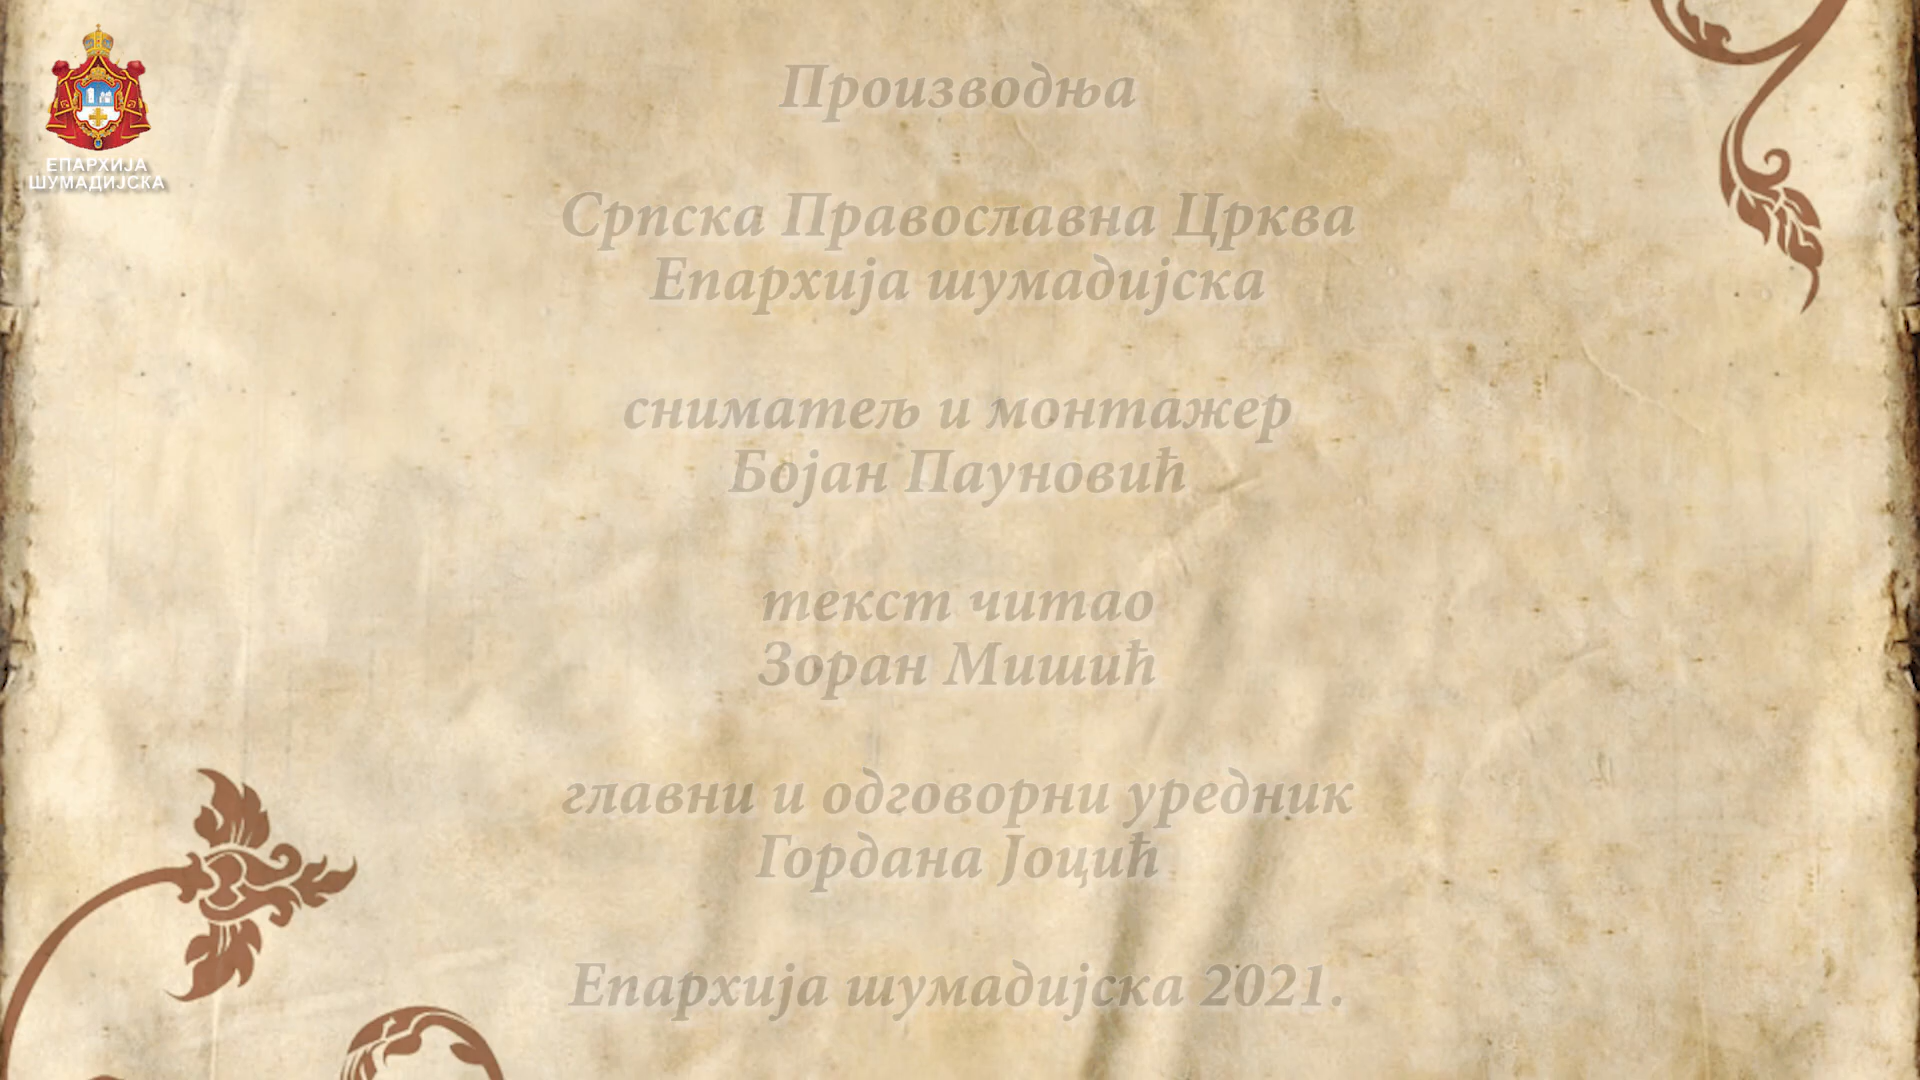 ЕПАРХИЈА
ШУМАДИЈСКА
Производња
Српска Православна Црква
Епархија шумадијска
сниматељ и монтажер
Бојан Пауновић
текст читао
Зоран Мишић
главни и одговорни уредник
Гордана Јоцић
Епархија шумадијска 2021.